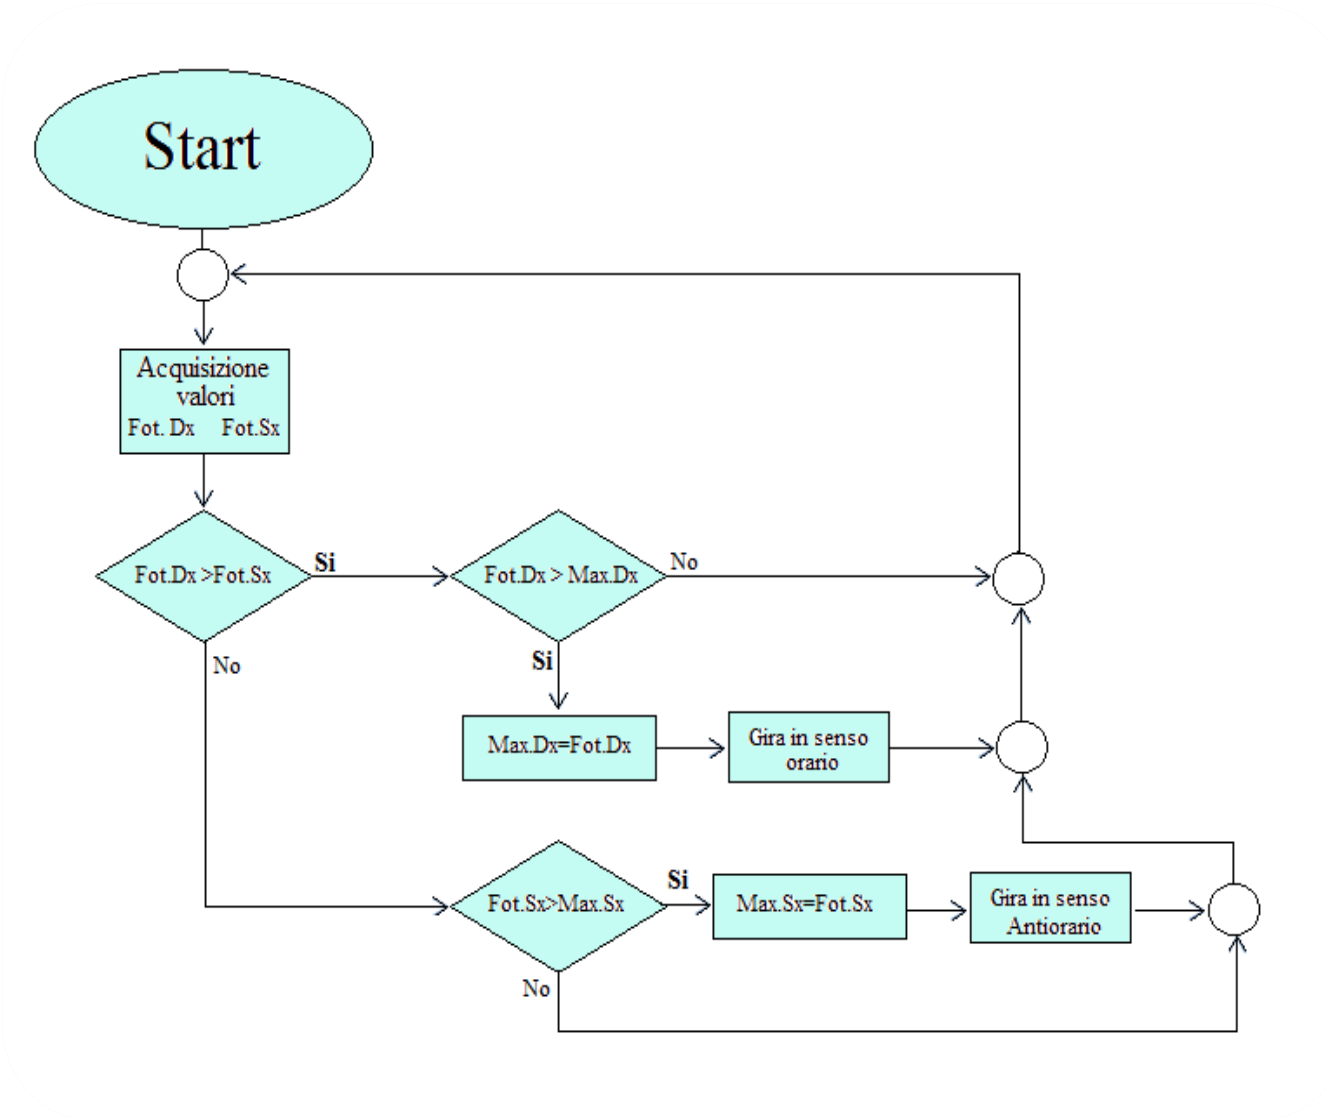 Start
Acquisizione
valori
Fot. Dx Fot.Sx
Fot.Dx >Fot.Sx
Si
Fot.Dx > Max.Dx
No
No
Si
Max.Dx=Fot.Dx
Gira in senso
orario
Fot.Sx>Max.Sx
Si
Max.Sx=Fot.Sx
Gira in senso
Antiorario
No